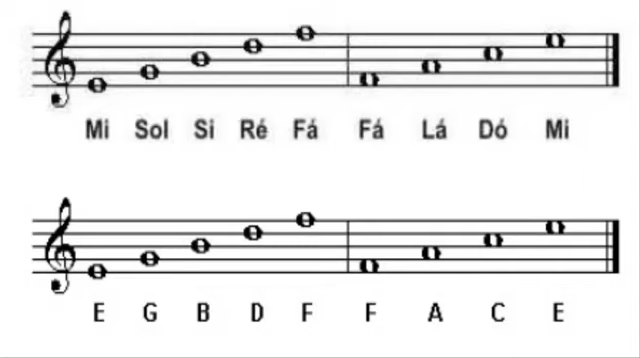 Mi Sol Si Ré Fá Fá Lá Dó Mi
E G B D F F A C E